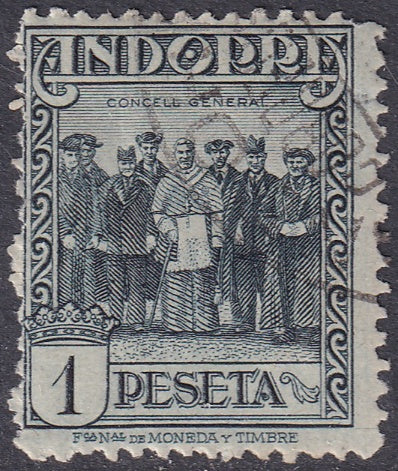 ANDORRA
CONCELL GENERAL
1 PESETA
Fca Nal DE MONEDA Y TIMBRE